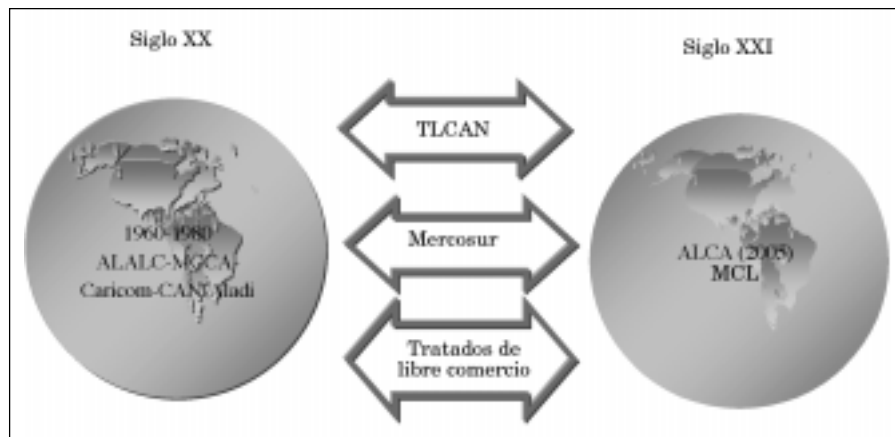 Siglo XX
Siglo XXI
TLCAN
1960-1980
Mercosur
ALALC-MCCA-
Caricom-CAN-Aladi
ALCA (2005)
MCL
Tratados de
libre comercio